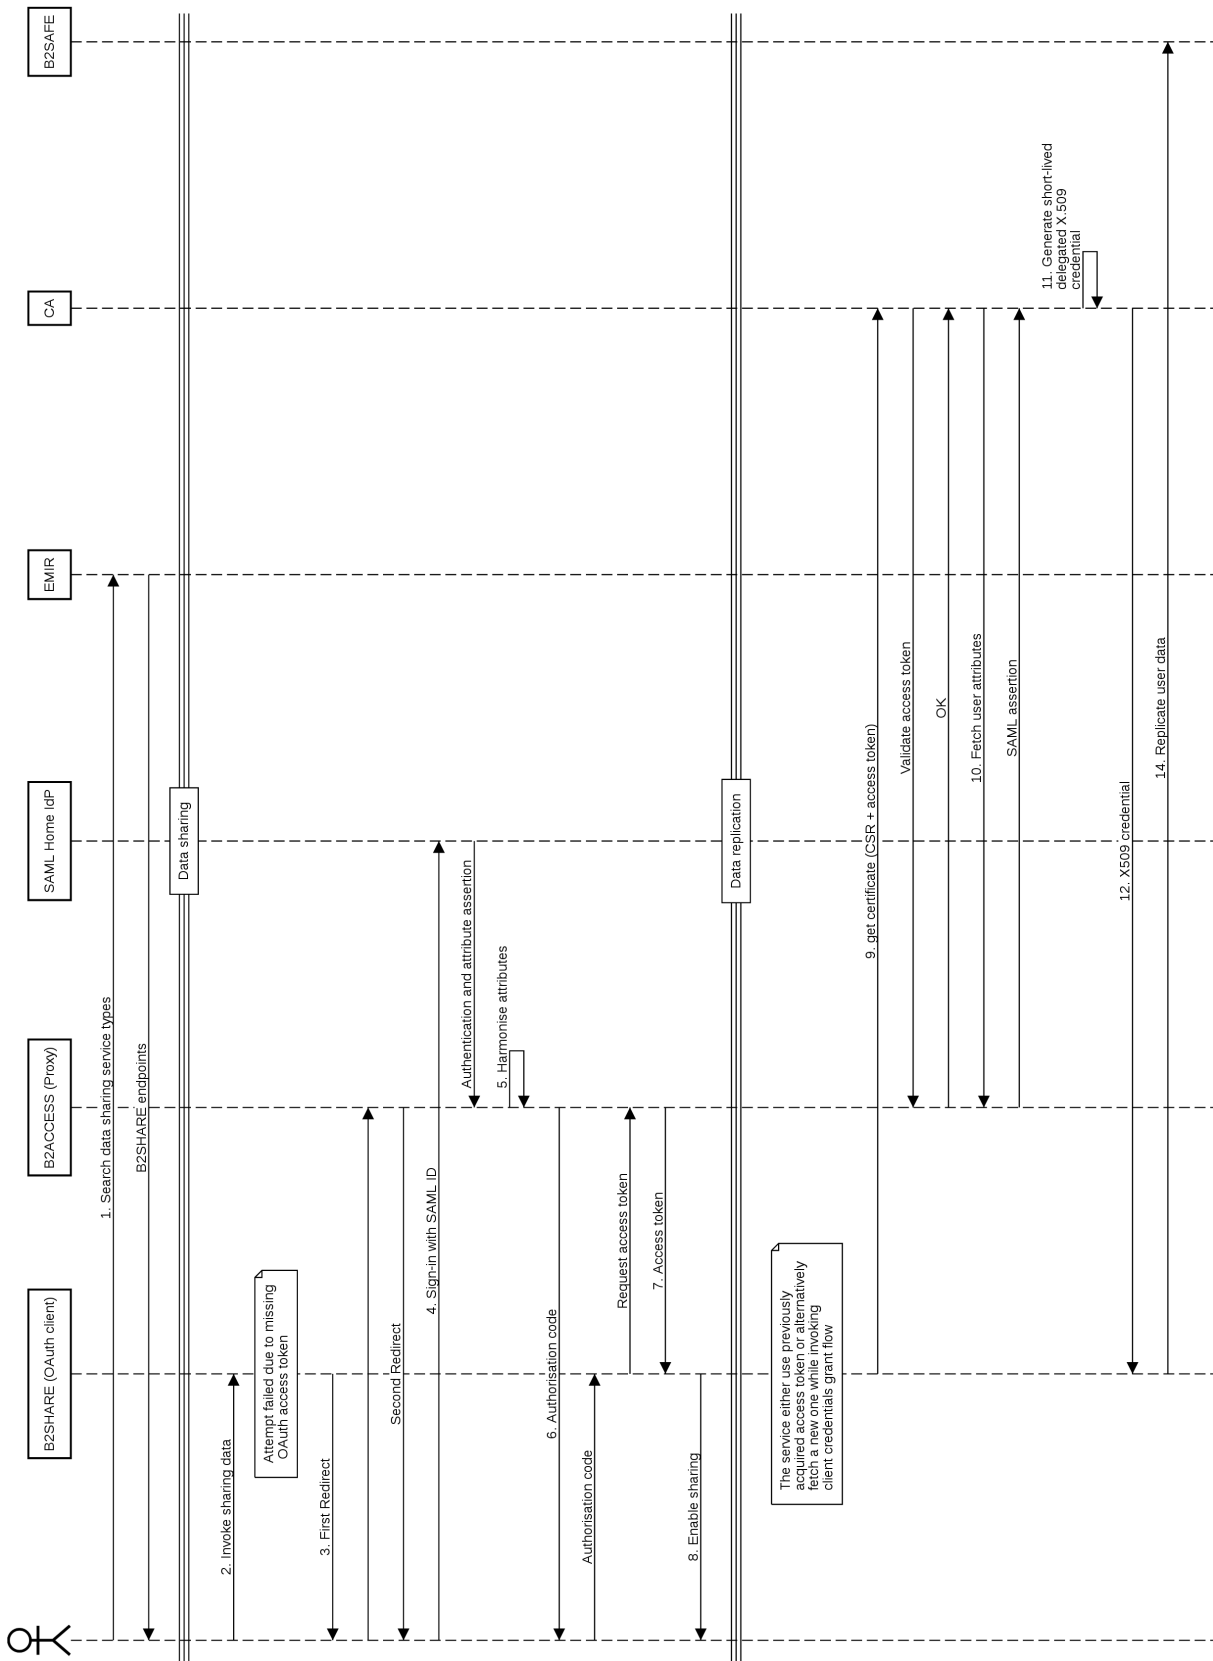 B2SHARE (OAuth client)
B2ACCESS (Proxy)
SAML Home IdP
EMIR
CA
B2SAFE
1. Search data sharing service types
B2SHARE endpoints
Data sharing
2. Invoke sharing data
Attempt failed due to missing
OAuth access token
3. First Redirect
Second Redirect
4. Sign-in with SAML ID
Authentication and attribute assertion
5. Harmonise attributes
6. Authorisation code
Authorisation code
Request access token
7. Access token
8. Enable sharing
Data replication
The service either use previously
acquired access token or alternatively
fetch a new one while invoking
client credentials grant flow
9. get certificate (CSR + access token)
Validate access token
OK
10. Fetch user attributes
SAML assertion
11. Generate short-lived
delegated X.509
credential
12. X509 credential
14. Replicate user data